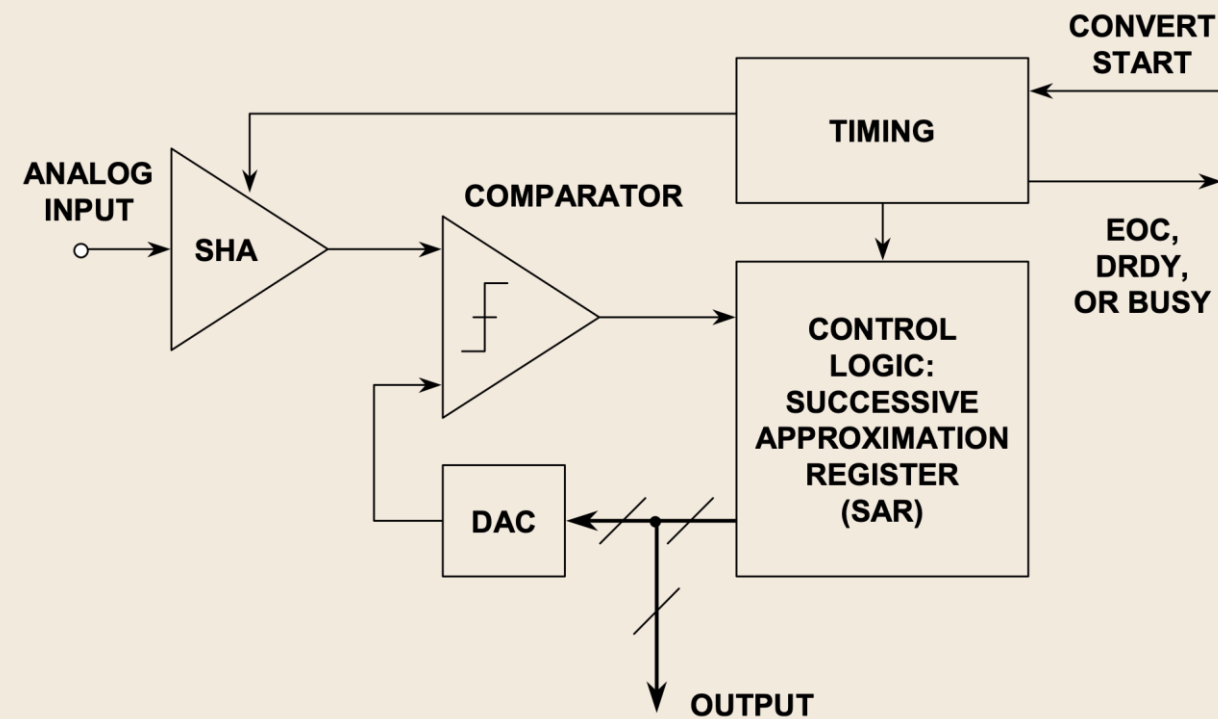 CONVERT
START
TIMING
ANALOG
INPUT
SHA
COMPARATOR
EOC,
DRDY,
OR BUSY
CONTROL
LOGIC:
SUCCESSIVE
APPROXIMATION
REGISTER
(SAR)
DAC
OUTPUT